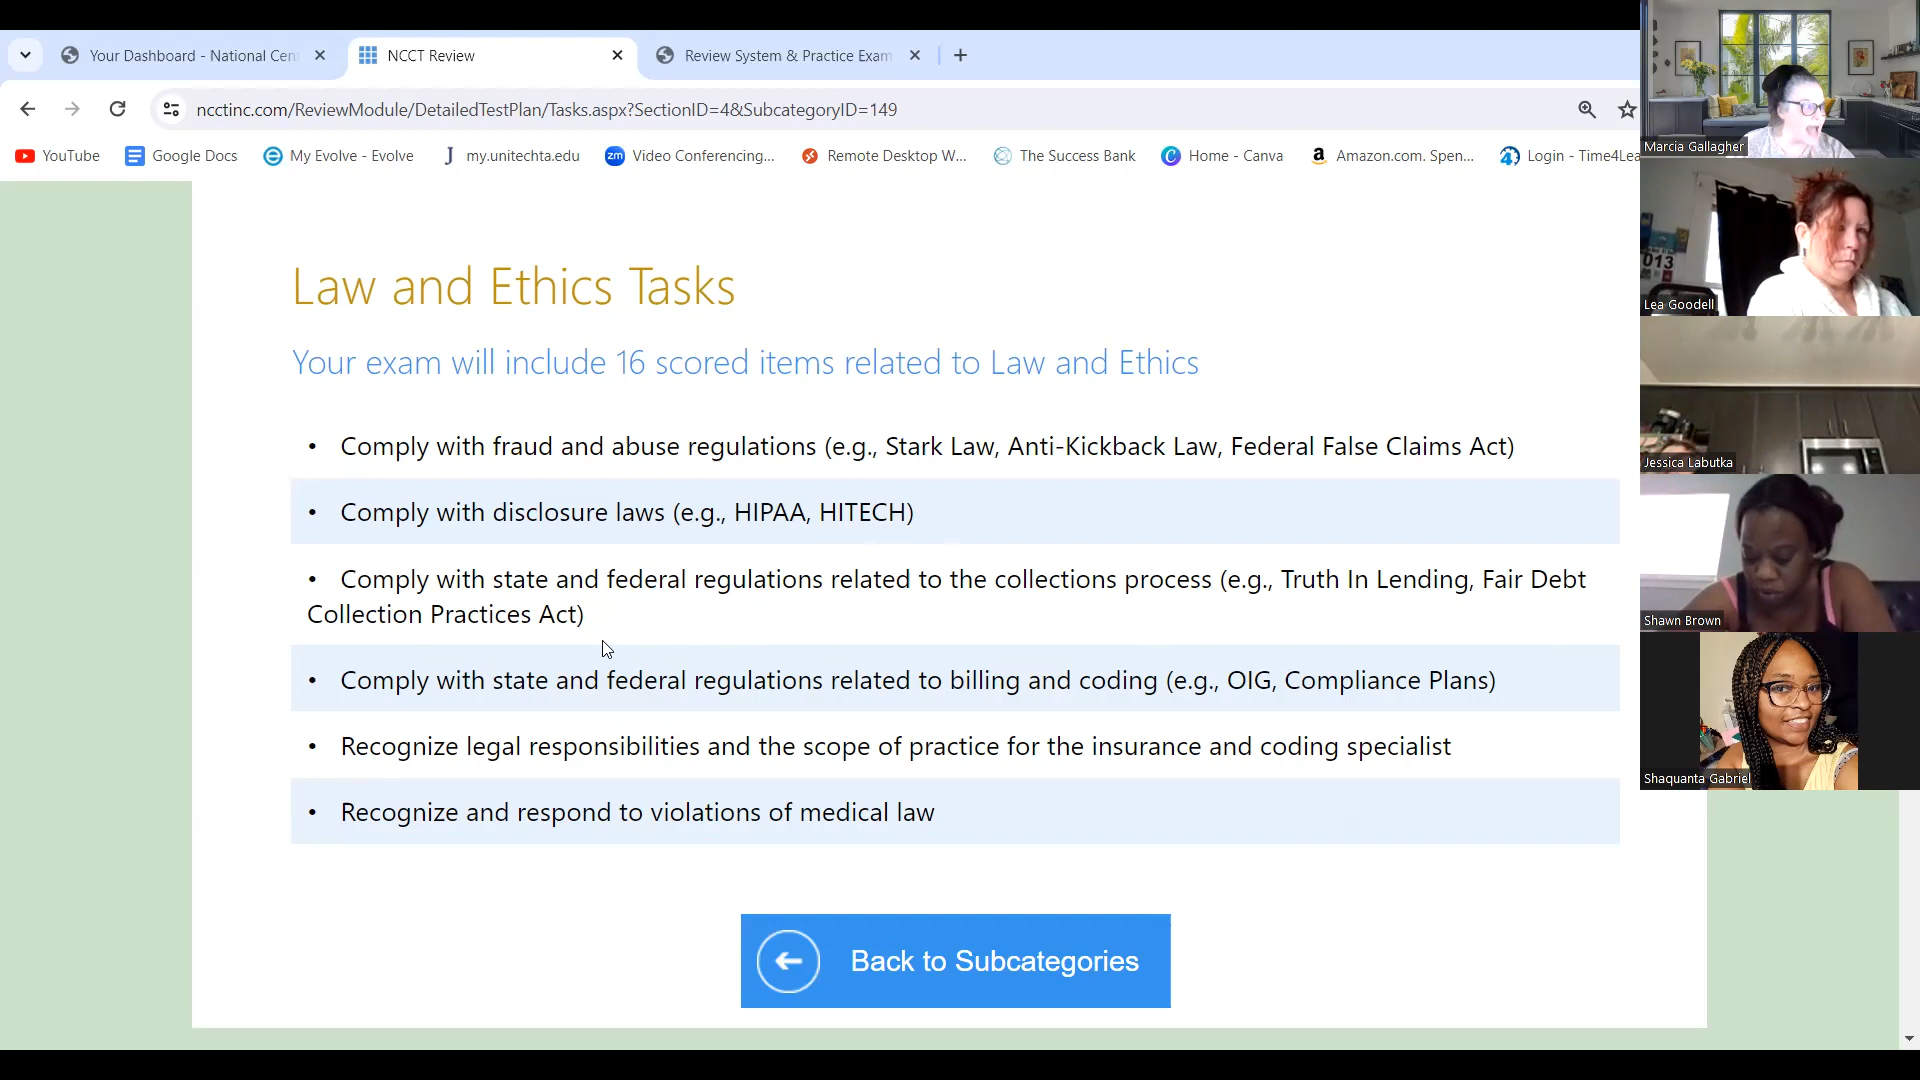 Your Dashboard - National Cen
NCCT Review
Review System & Practice Exam
ncctinc.com/ReviewModule/DetailedTestPlan/Tasks.aspx?SectionID=4&SubcategoryID=149
YouTube
Google Docs
My Evolve - Evolve
my.unitechta.edu
zm
Video Conferencing...
Remote Desktop W...
The Success Bank
Home - Canva
Amazon.com. Spen...
Login - Time4Lea
Law and Ethics Tasks
Your exam will include 16 scored items related to Law and Ethics
• Comply with fraud and abuse regulations (e.g., Stark Law, Anti-Kickback Law, Federal False Claims Act)
• Comply with disclosure laws (e.g., HIPAA, HITECH)
• Comply with state and federal regulations related to the collections process (e.g., Truth In Lending, Fair Debt
Collection Practices Act)
• Comply with state and federal regulations related to billing and coding (e.g., OIG, Compliance Plans)
• Recognize legal responsibilities and the scope of practice for the insurance and coding specialist
• Recognize and respond to violations of medical law
Back to Subcategories
Marcia Gallagher
013
Lea Goodell
Jessica Labutka
Shawn Brown
Shaquanta Gabriel